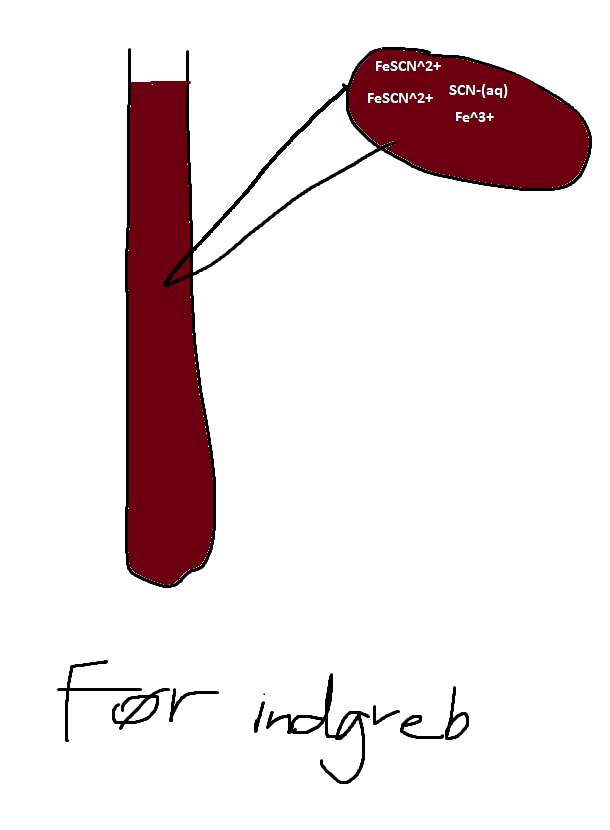 FeSCN^2+
FeSCN^2+ SCN-(aq)
Fe^3+
Før indgreb